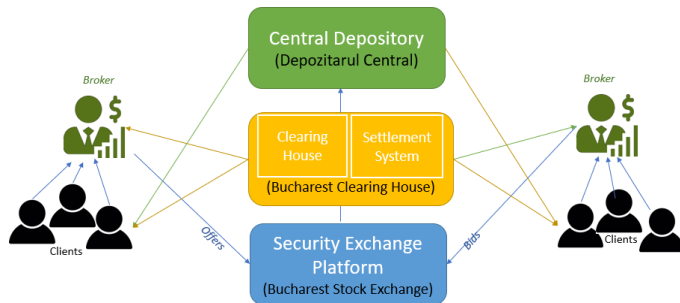 Central Depository
(Depozitarul Central)
Broker
Broker
$
$
Clearing
House
Settlement
System
(Bucharest Clearing House)
Clients
Clients
Offers
Bids
Security Exchange
Platform
(Bucharest Stock Exchange)